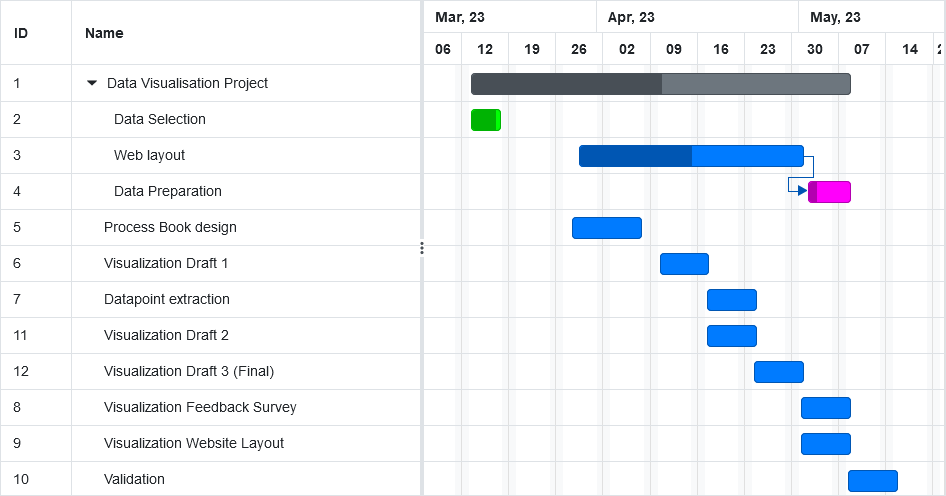 ID Name Mar, 23 Apr, 23 May, 23
06 12 19 26 02 09 16 23 30 07 14
1 Data Visualisation Project
2 Data Selection
3 Web layout
4 Data Preparation
5 Process Book design
6 Visualization Draft 1
7 Datapoint extraction
11 Visualization Draft 2
12 Visualization Draft 3 (Final)
8 Visualization Feedback Survey
9 Visualization Website Layout
10 Validation